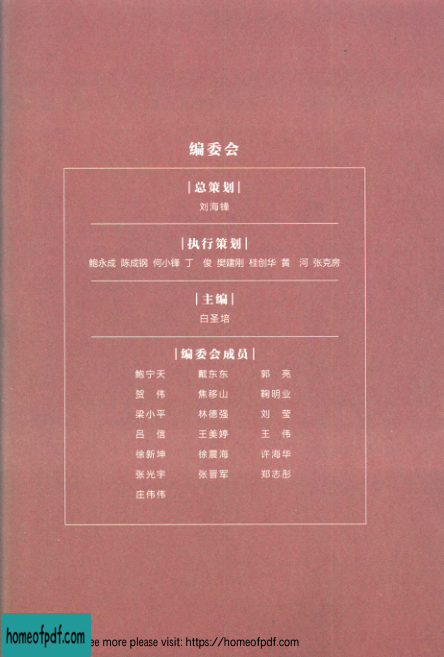 编委会
|总策划|
刘海锋
|执行策划|
鲍永成 陈成钢 何小锋 丁 俊 樊建刚 桂创华 黄 河 张克房
|主编|
白圣培
|编委会成员|
鲍宁天 戴东东 郭 亮
贺 伟 焦移山 鞠明业
梁小平 林德强 刘 莹
吕 信 王美婷 王 伟
徐新坤 徐震海 许海华
张光宇 张晋军 郑志彤
庄伟伟
homeofpdf.com
ee more please visit: https://homeofpdf.com